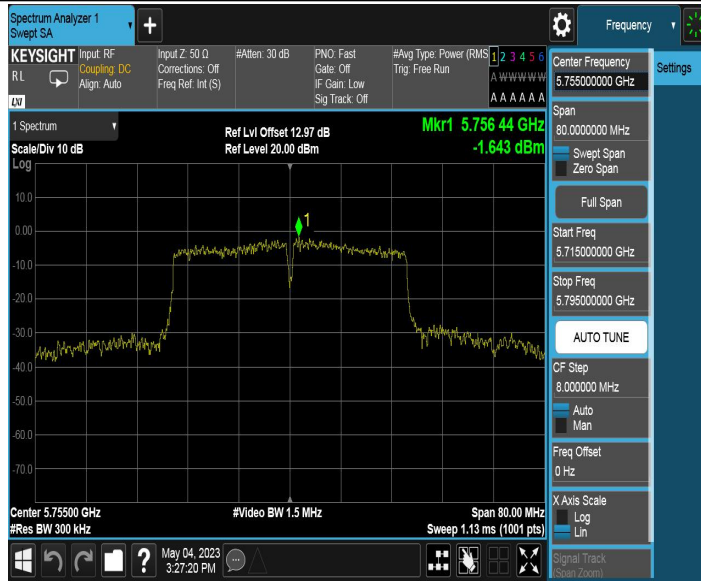 Spectrum Analyzer 1
Swept SA
Frequency
KEYSIGHT
RL
LXI
Input: RF
Coupling: DC
Align: Auto
Input Z: 50 Ω
Corrections: Off
Freq Ref: Int (S)
#Atten: 30 dB
PNO: Fast
Gate: Off
IF Gain: Low
Sig Track: Off
#Avg Type: Power (RMS
Trig: Free Run
1 2 3 4 5 6
A W W W W W
A A A A A A
1 Spectrum
Scale/Div 10 dB
Ref Lvl Offset 12.97 dB
Ref Level 20.00 dBm
Mkr1 5.756 44 GHz
-1.643 dBm
Log
10.0
0.00
-10.0
-20.0
-30.0
-40.0
-50.0
-60.0
-70.0
1
Center 5.75500 GHz
#Res BW 300 kHz
#Video BW 1.5 MHz
Span 80.00 MHz
Sweep 1.13 ms (1001 pts)
?
May 04, 2023
3:27:20 PM
Center Frequency
5.755000000 GHz
Span
80.0000000 MHz
Swept Span
Zero Span
Full Span
Start Freq
5.715000000 GHz
Stop Freq
5.795000000 GHz
AUTO TUNE
CF Step
8.000000 MHz
Auto
Man
Freq Offset
0 Hz
X Axis Scale
Log
Lin
Signal Track
(Span Zoom)
Settings